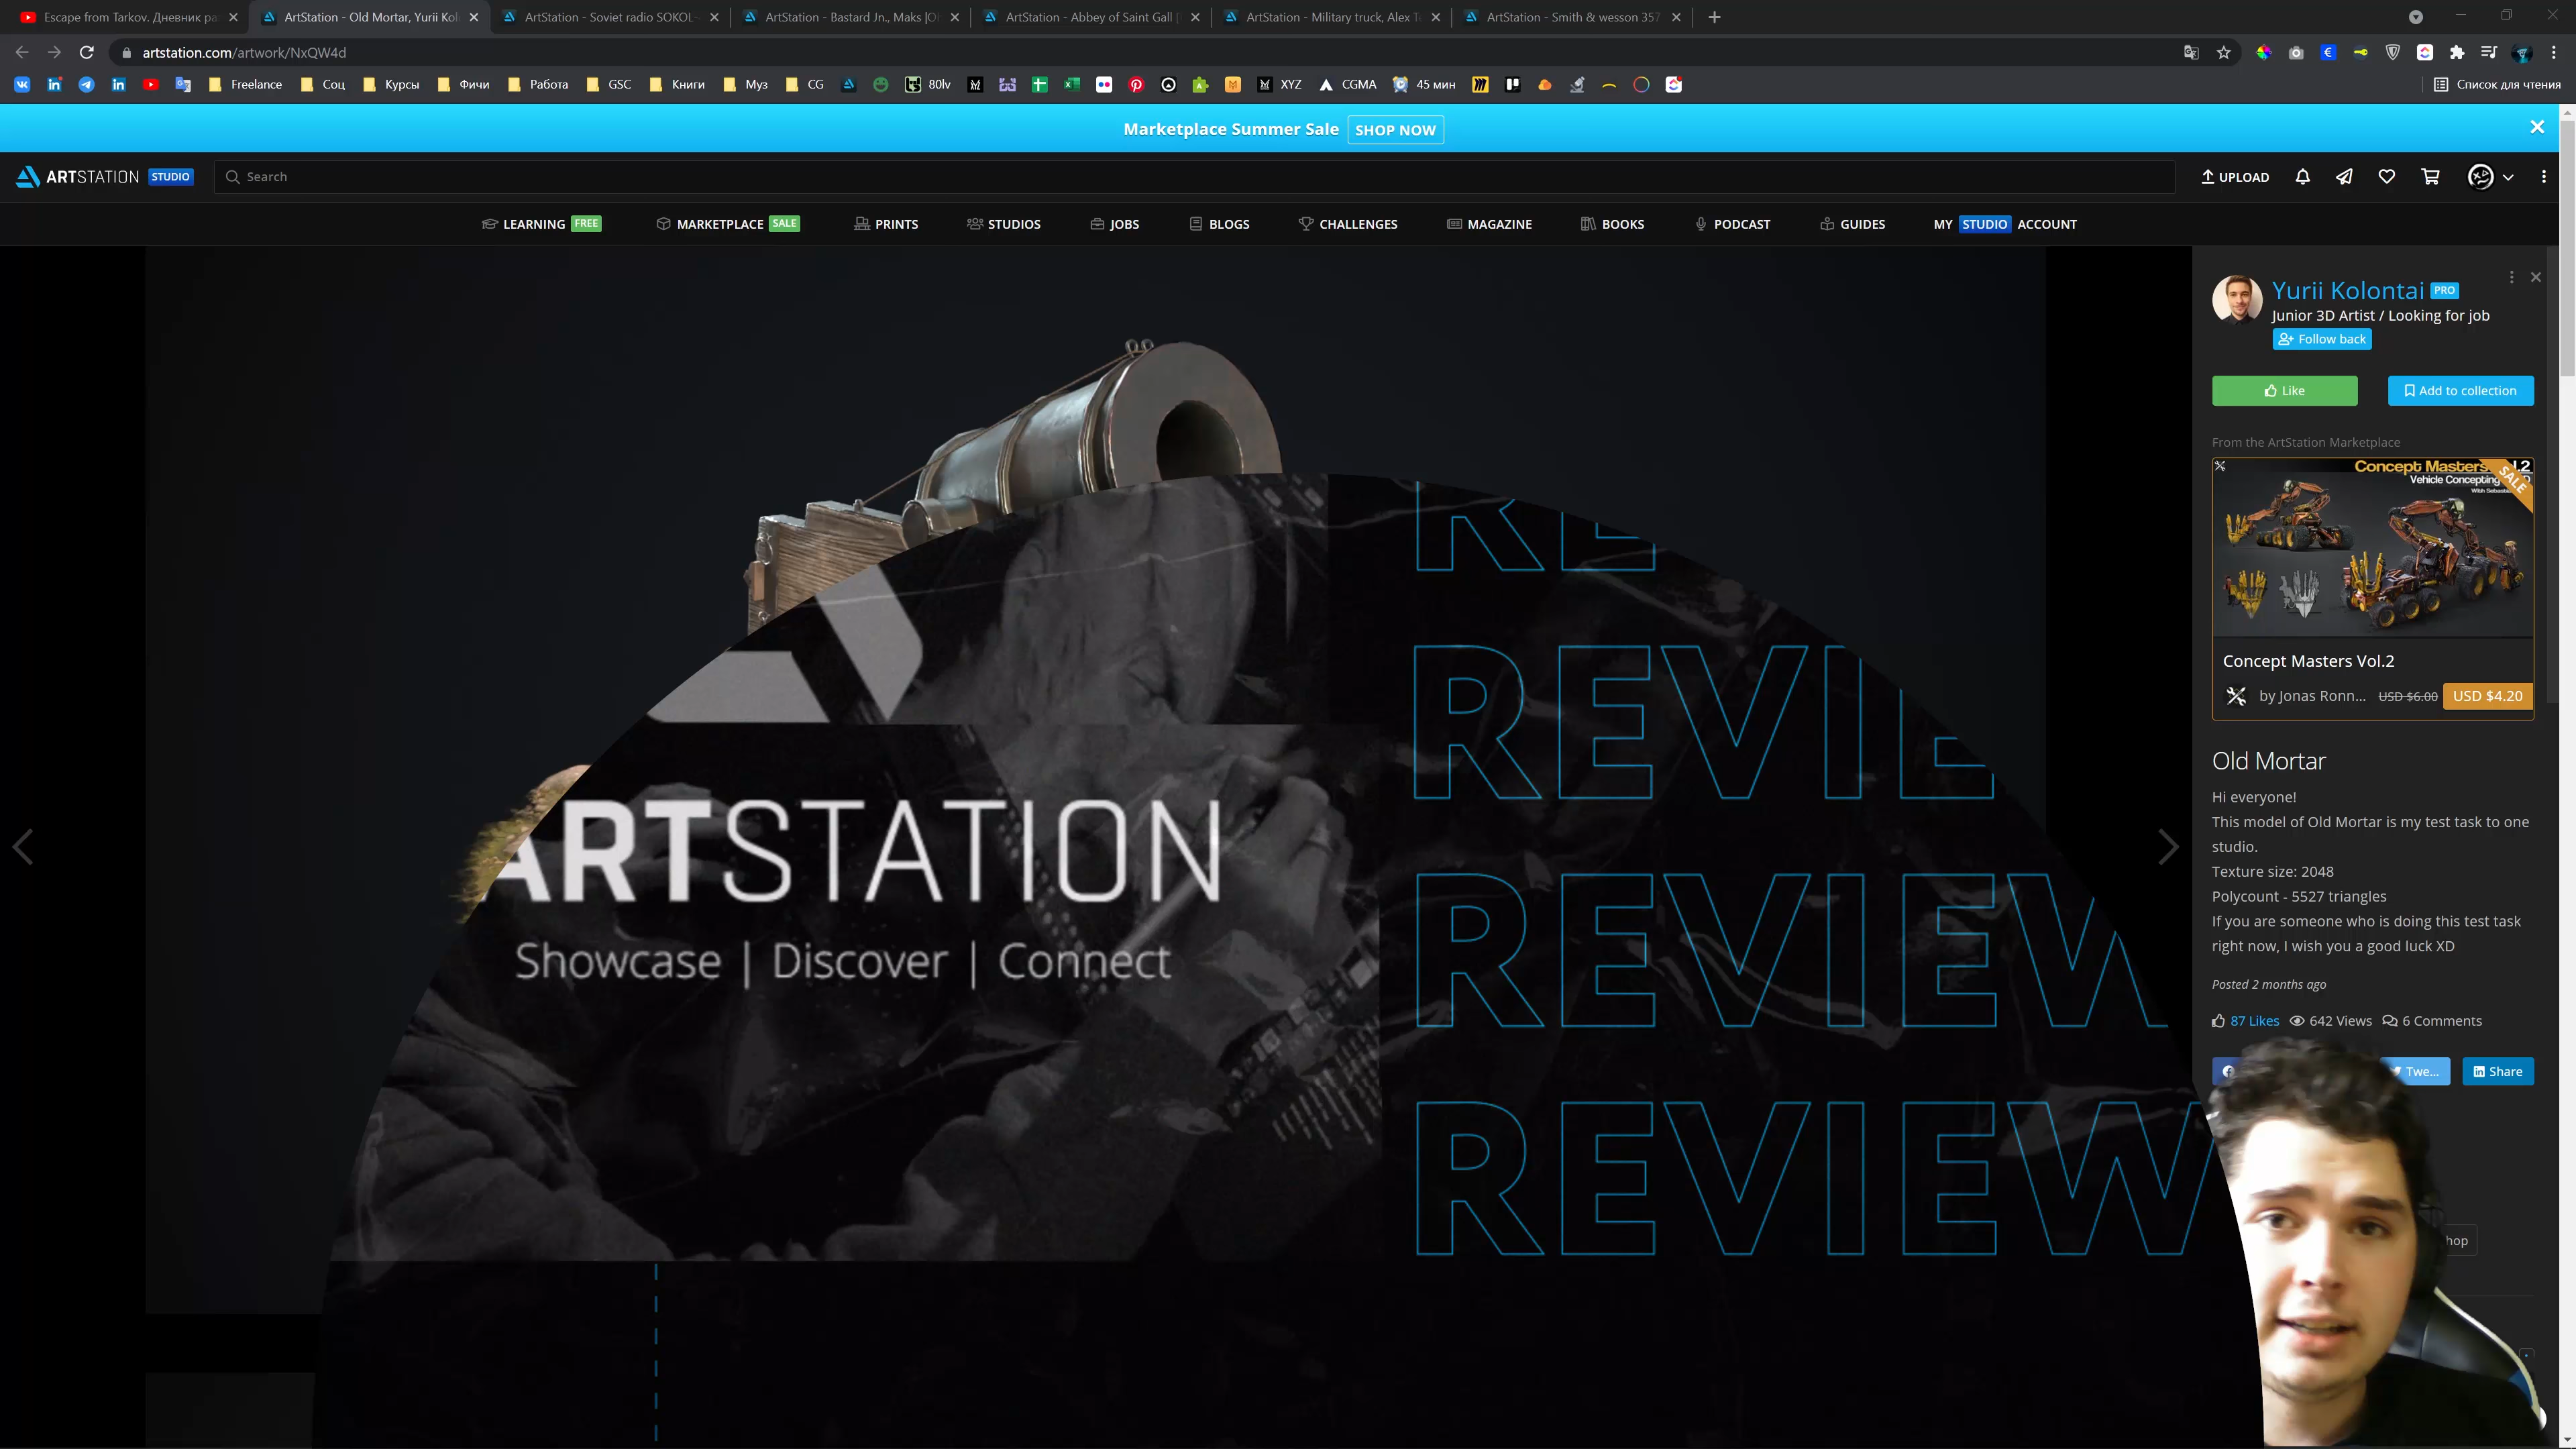 Escape from Tarkov. Дневник ра
ArtStation - Old Mortar, Yurii Kol
ArtStation - Soviet radio SOKOL-
ArtStation - Bastard Jn., Maks |O
ArtStation - Abbey of Saint Gall
ArtStation - Military truck, Alex T
ArtStation - Smith & wesson 357
artstation.com/artwork/NxQW4d
Freelance
Соц
Курсы
Фичи
Работа
GSC
Книги
Муз
CG
80lv
XYZ
CGMA
45 мин
Список для чтения
Marketplace Summer Sale
SHOP NOW
ARTSTATION STUDIO
Search
UPLOAD
LEARNING FREE
MARKETPLACE SALE
PRINTS
STUDIOS
JOBS
BLOGS
CHALLENGES
MAGAZINE
BOOKS
PODCAST
GUIDES
MY STUDIO ACCOUNT
Yurii Kolontai PRO
Junior 3D Artist / Looking for job
Follow back
Like
Add to collection
From the ArtStation Marketplace
Concept Masters
SALE
Vehicle Concepting
Concept Masters Vol.2
by Jonas Ronn... USD $6.00 USD $4.20
Old Mortar
Hi everyone!
This model of Old Mortar is my test task to one
studio.
Texture size: 2048
Polycount - 5527 triangles
If you are someone who is doing this test task
right now, I wish you a good luck XD
Posted 2 months ago
87 Likes 642 Views 6 Comments
Twe...
Share
hop
ARTSTATION
Showcase | Discover | Connect
RE
REVIE
REVIEW
REVIEW